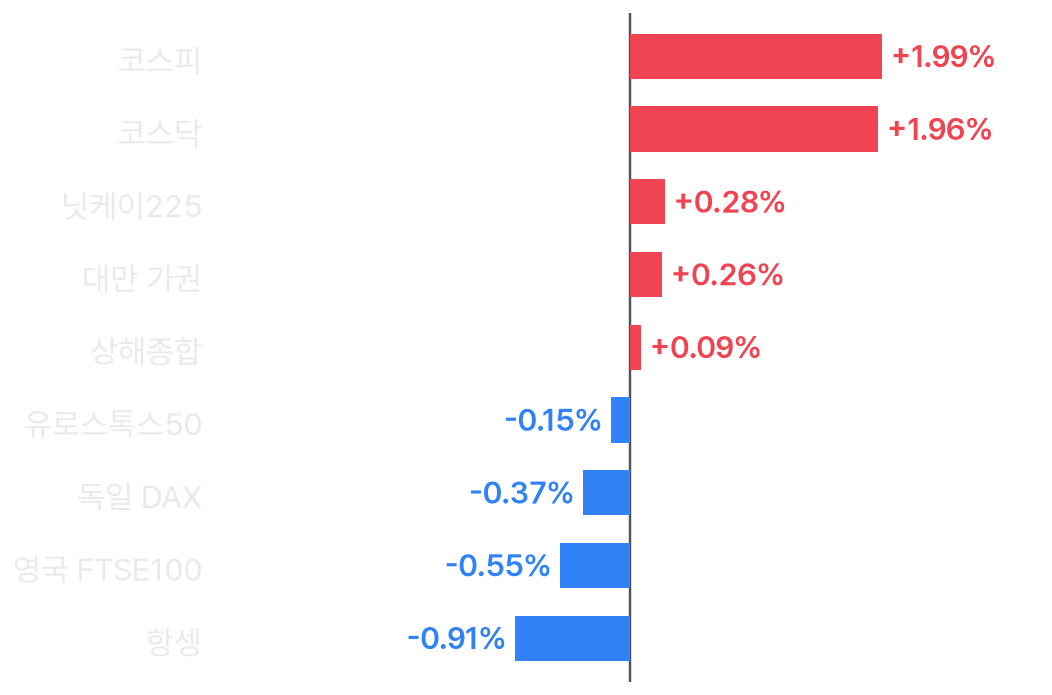 코스피 +1.99%
코스닥 +1.96%
닛케이225 +0.28%
대만 가권 +0.26%
상해종합 +0.09%
유로스톡스50 -0.15%
독일 DAX -0.37%
영국 FTSE100 -0.55%
항셍 -0.91%